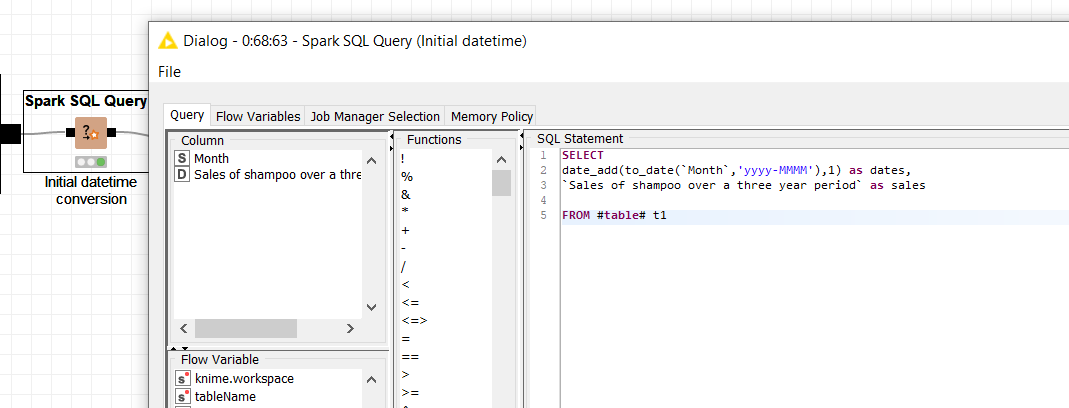 Dialog - 0:68:63 - Spark SQL Query (Initial datetime)
File
Spark SQL Query
Initial datetime
conversion
Query
Flow Variables
Job Manager Selection
Memory Policy
Column
S Month
D Sales of shampoo over a thre
Flow Variable
s knime.workspace
s tableName
Functions
!
%
&
*
+
-
/
<
<=
<=>
=
==
>
>=
SQL Statement
1 SELECT
2 date_add(to_date(`Month`,'yyyy-MMMM'),1) as dates,
3 `Sales of shampoo over a three year period` as sales
4
5 FROM #table# t1